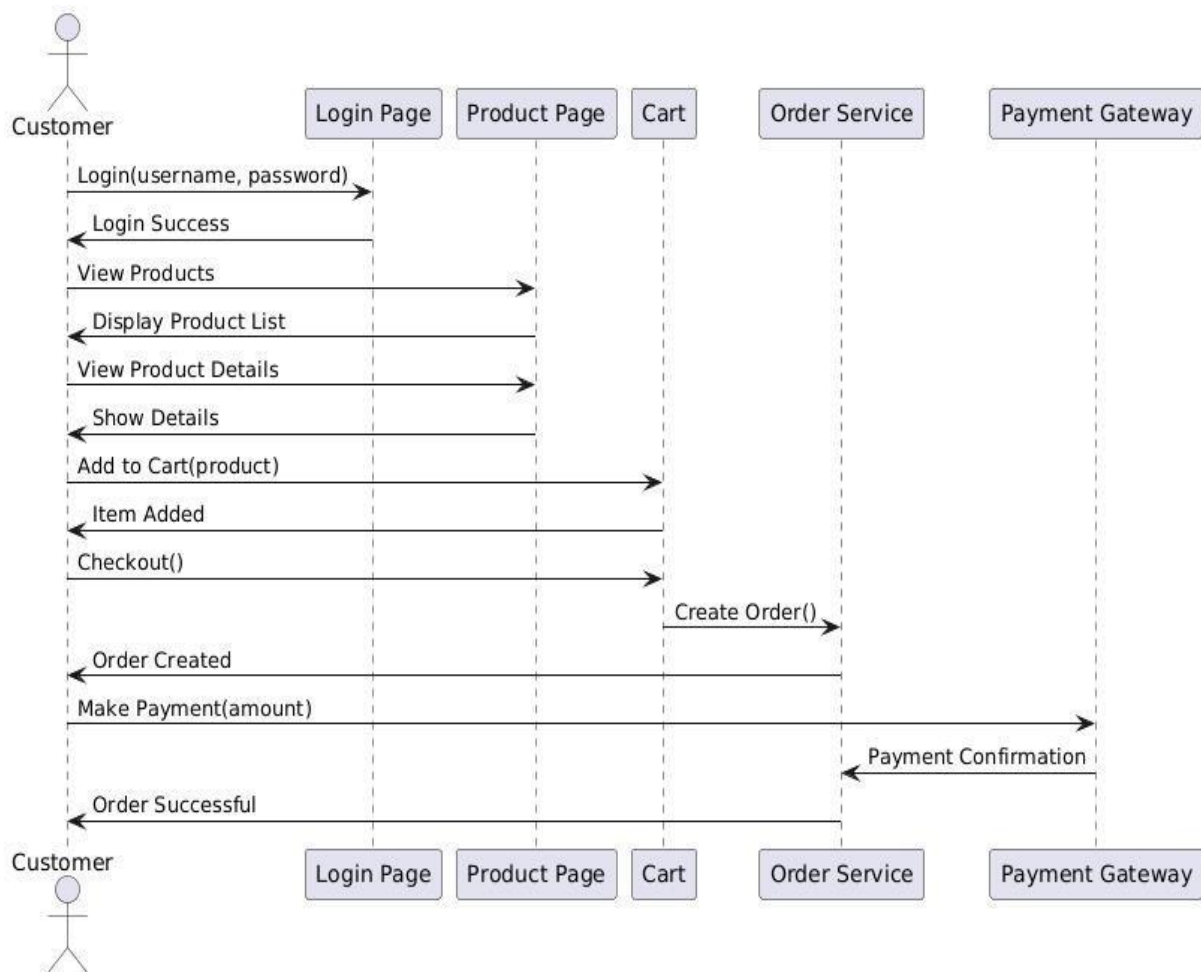 Customer
Login Page
Product Page
Cart
Order Service
Payment Gateway
Login(username, password)
Login Success
View Products
Display Product List
View Product Details
Show Details
Add to Cart(product)
Item Added
Checkout()
Create Order()
Order Created
Make Payment(amount)
Payment Confirmation
Order Successful
Customer
Login Page
Product Page
Cart
Order Service
Payment Gateway